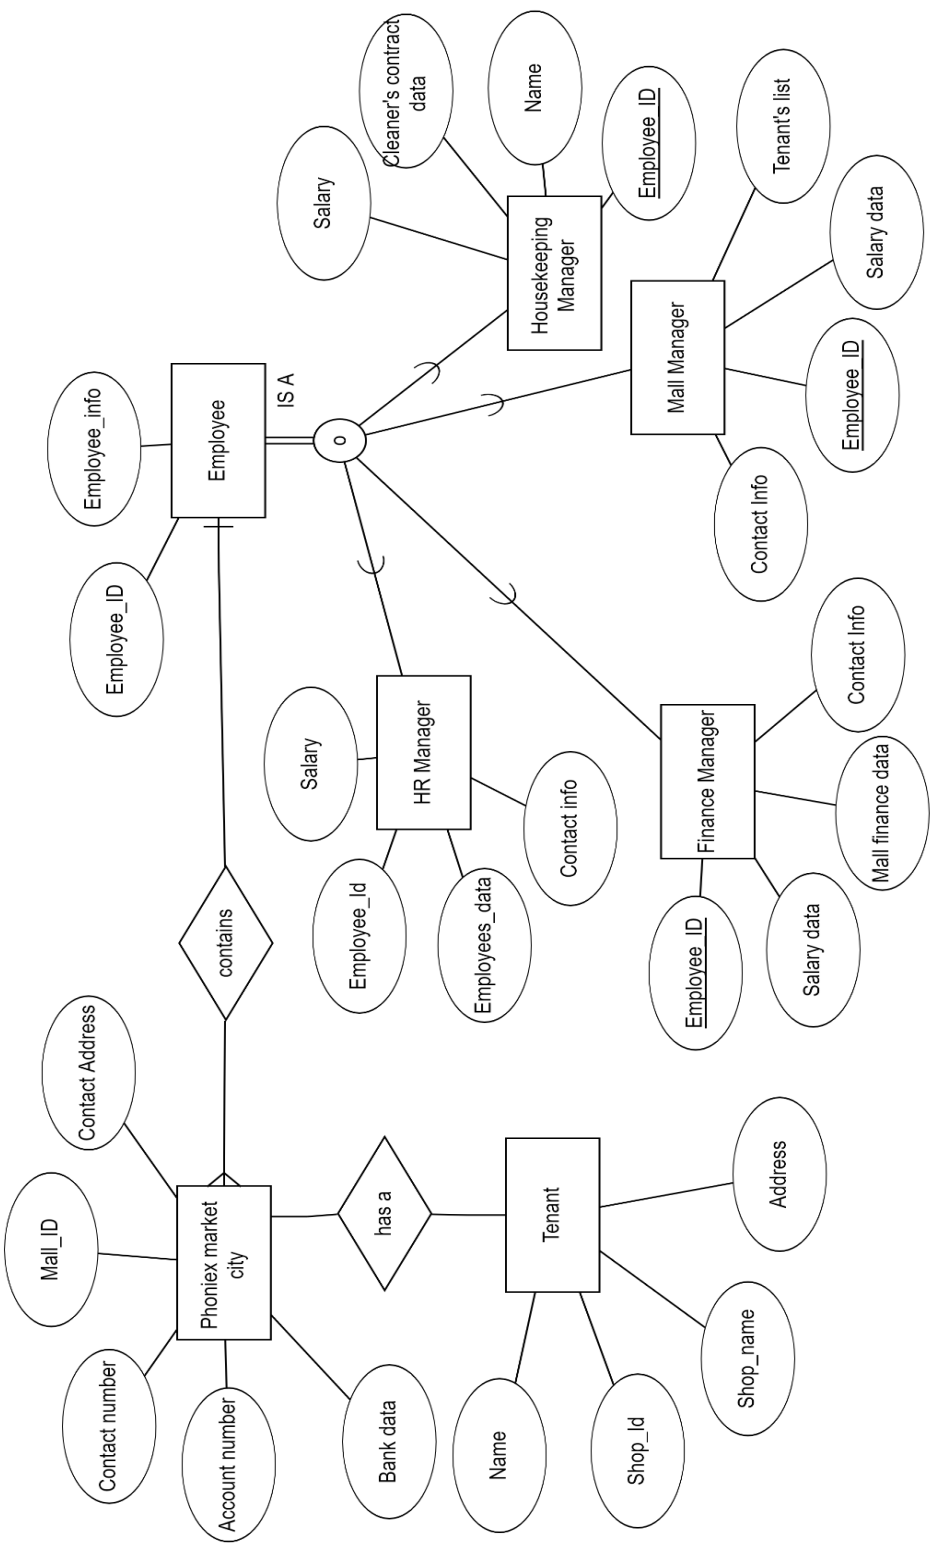 Mall_ID
Contact Address
Employee_info
Contact number
Employee_ID
Phoniex market
city
contains
Employee
Account number
IS A
Salary
Salary
o
Employee_Id
Bank data
has a
Cleaner's contract
data
HR Manager
Employees_data
Name
Tenant
Name
Housekeeping
Manager
Contact info
Shop_Id
Employee_ID
Mall Manager
Employee_ID
Finance Manager
Shop_name
Contact Info
Address
Tenant's list
Salary data
Employee_ID
Contact Info
Mall finance data
Salary data